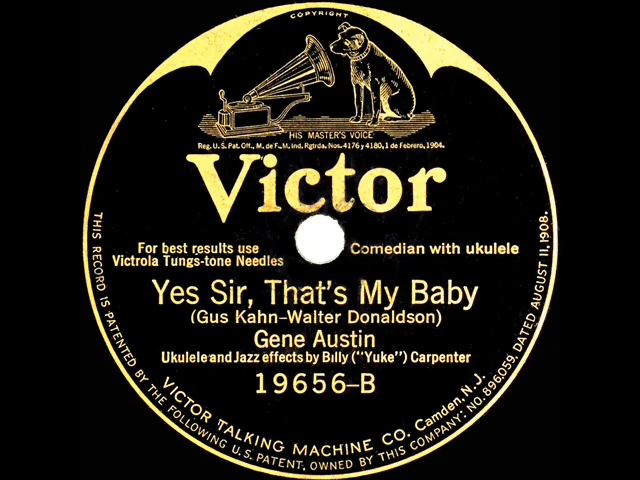 COPYRIGHT
HIS MASTER'S VOICE
Reg. U.S. Pat. Off., M. de F., M. Ind. Rgtrda. Nos. 4176 y 4180, 1 de Febrero, 1904.
Victor
For best results use
Victrola Tungs-tone Needles
Comedian with ukulele
Yes Sir, That's My Baby
(Gus Kahn-Walter Donaldson)
Gene Austin
Ukulele and Jazz effects by Billy ("Yuke") Carpenter
19656-B
VICTOR TALKING MACHINE CO. Camden, N.J.
THIS RECORD IS PATENTED BY THE FOLLOWING U.S. PATENT, OWNED BY THIS COMPANY: NO. 896,059, DATED AUGUST 11, 1908.